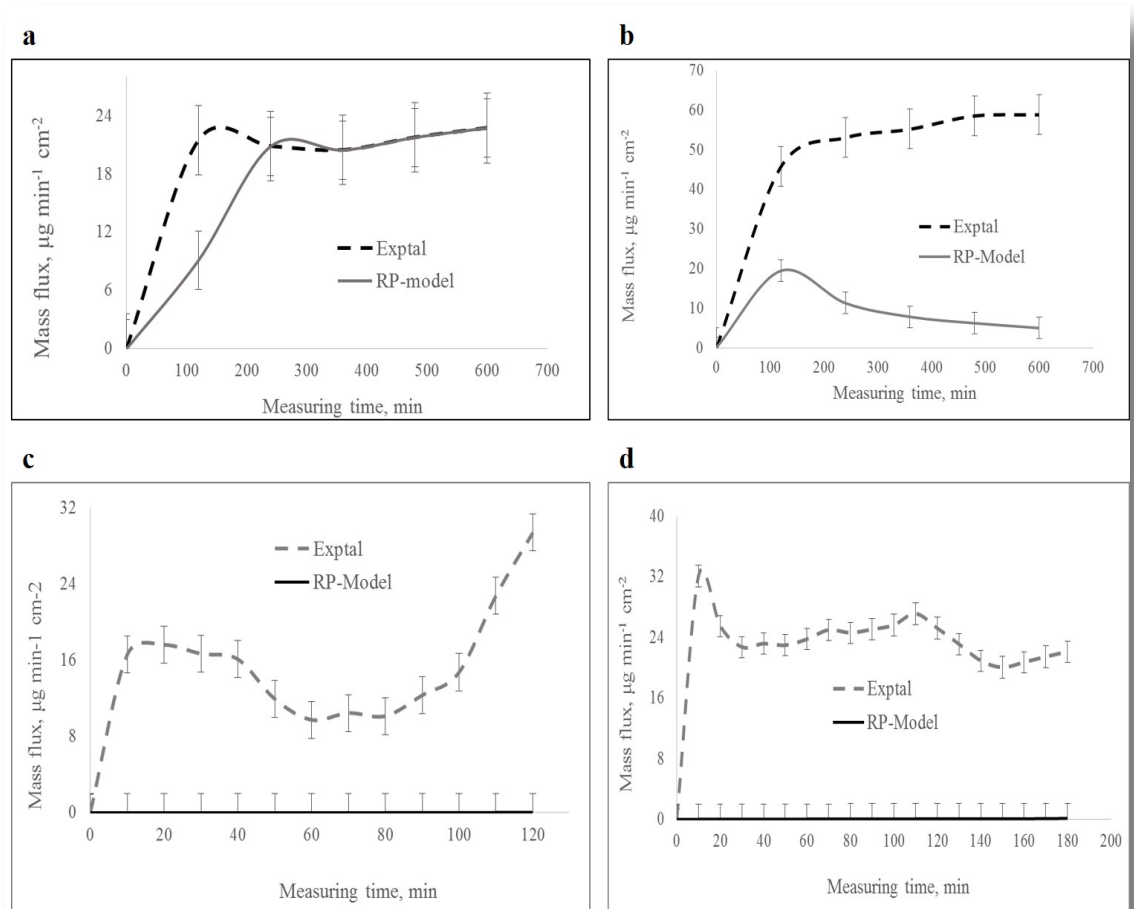 a
Mass flux, µg min⁻¹ cm⁻²
24
18
12
6
0
0 100 200 300 400 500 600 700
Measuring time, min
Exptal
RP-model
b
Mass flux, µg min⁻¹ cm⁻²
70
60
50
40
30
20
10
0
0 100 200 300 400 500 600 700
Measuring time, min
Exptal
RP-Model
c
Mass flux, µg min-1 cm-2
32
24
16
8
0
0 20 40 60 80 100 120
Measuring time, min
Exptal
RP-Model
d
Mass flux, µg min⁻¹ cm⁻²
40
32
24
16
8
0
0 20 40 60 80 100 120 140 160 180 200
Measuring time, min
Exptal
RP-Model